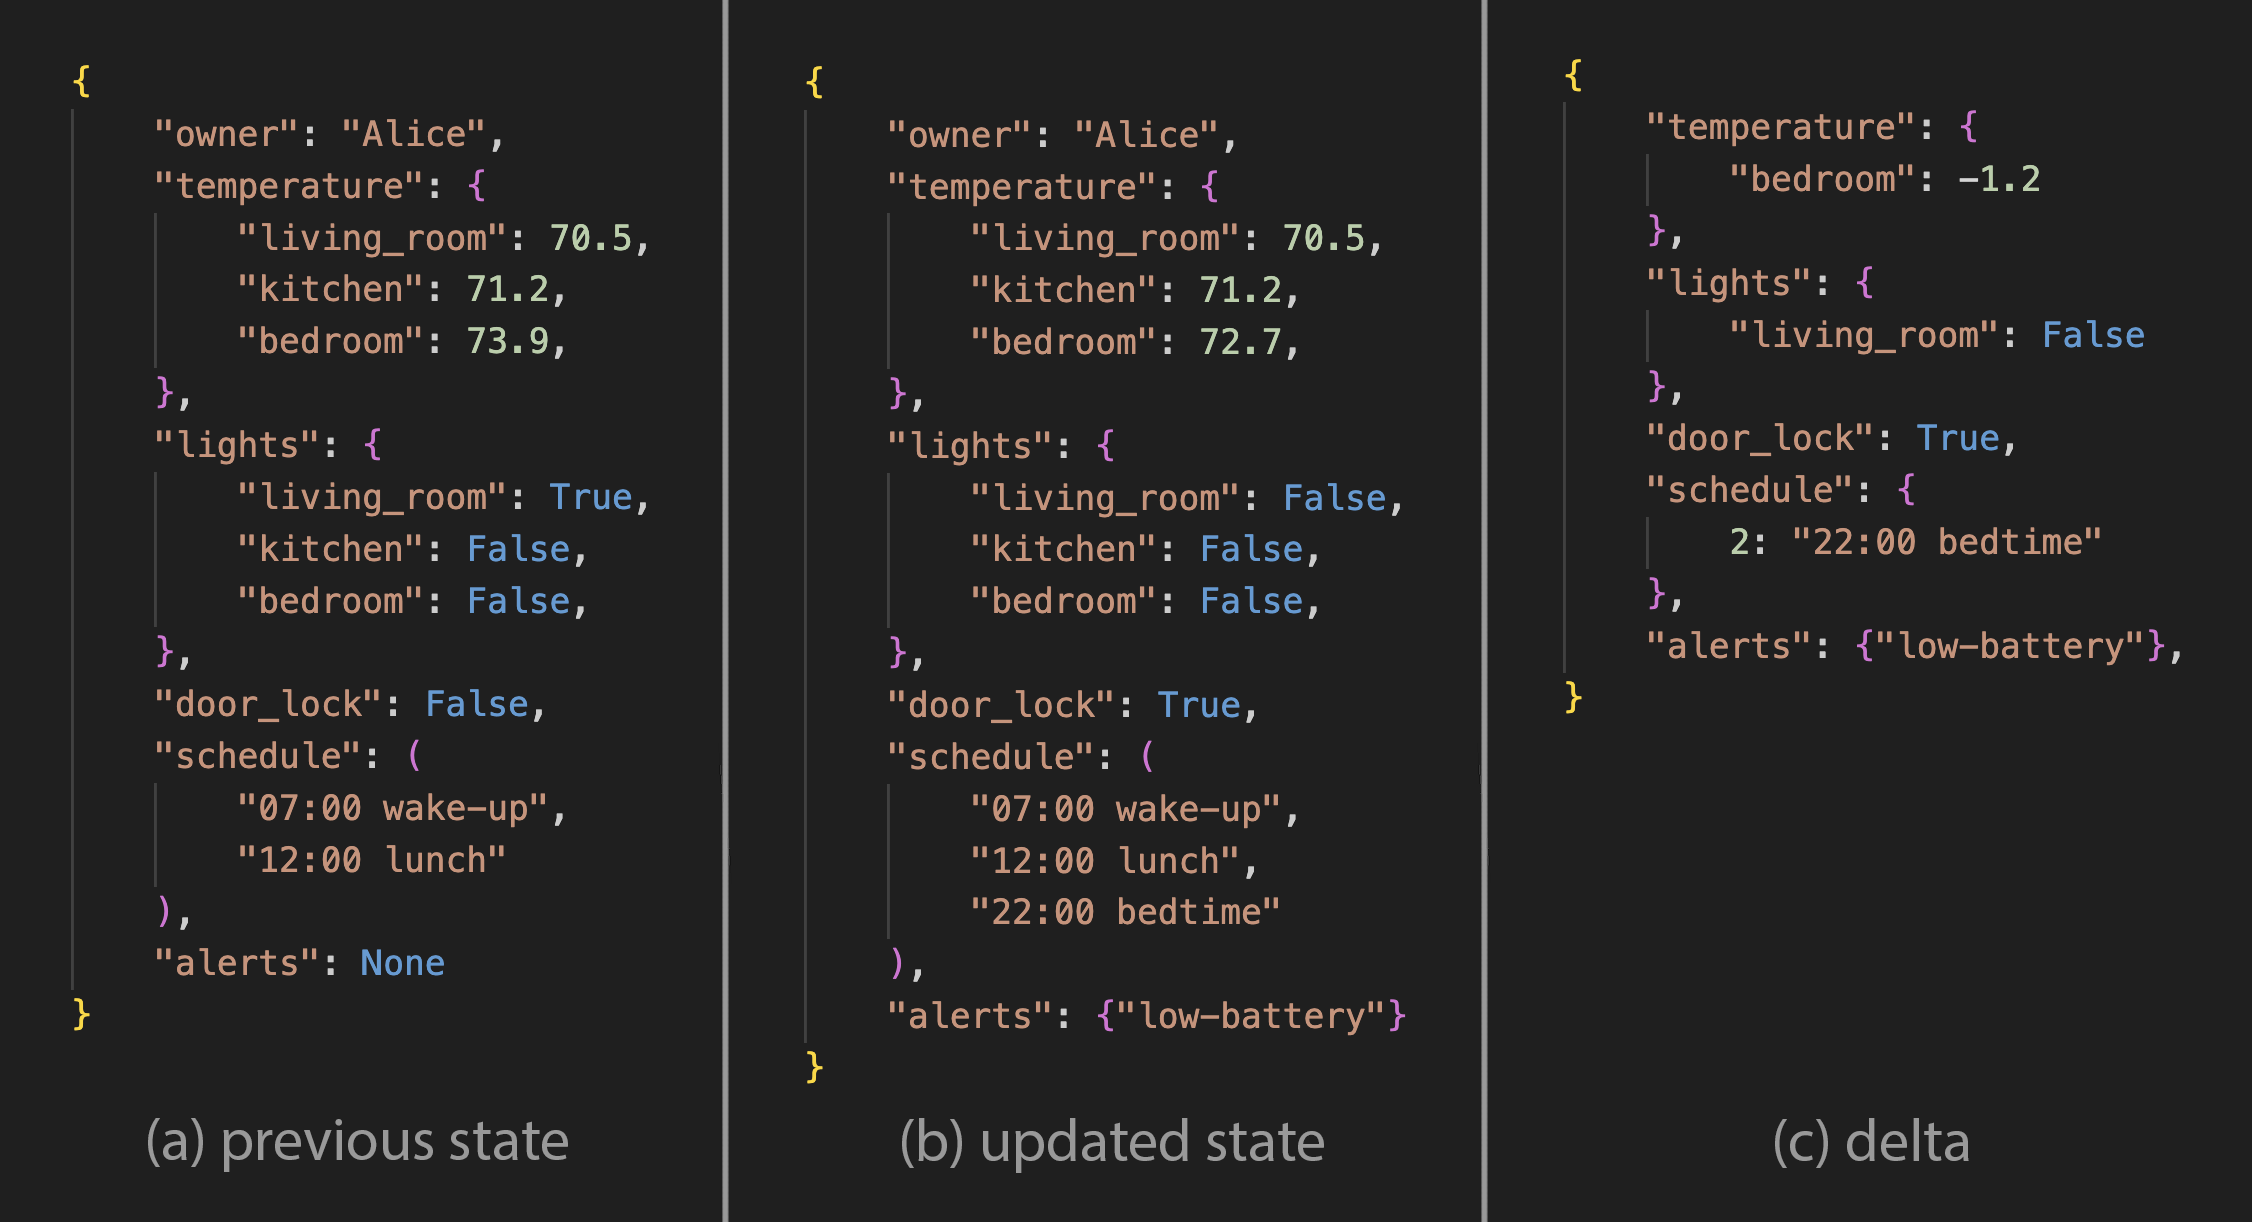 {
"owner": "Alice",
"temperature": {
"living_room": 70.5,
"kitchen": 71.2,
"bedroom": 73.9,
},
"lights": {
"living_room": True,
"kitchen": False,
"bedroom": False,
},
"door_lock": False,
"schedule": (
"07:00 wake-up",
"12:00 lunch"
),
"alerts": None
}
(a) previous state
{
"owner": "Alice",
"temperature": {
"living_room": 70.5,
"kitchen": 71.2,
"bedroom": 72.7,
},
"lights": {
"living_room": False,
"kitchen": False,
"bedroom": False,
},
"door_lock": True,
"schedule": (
"07:00 wake-up",
"12:00 lunch",
"22:00 bedtime"
),
"alerts": {"low-battery"}
}
(b) updated state
{
"temperature": {
"bedroom": -1.2
},
"lights": {
"living_room": False
},
"door_lock": True,
"schedule": {
2: "22:00 bedtime"
},
"alerts": {"low-battery"},
}
(c) delta